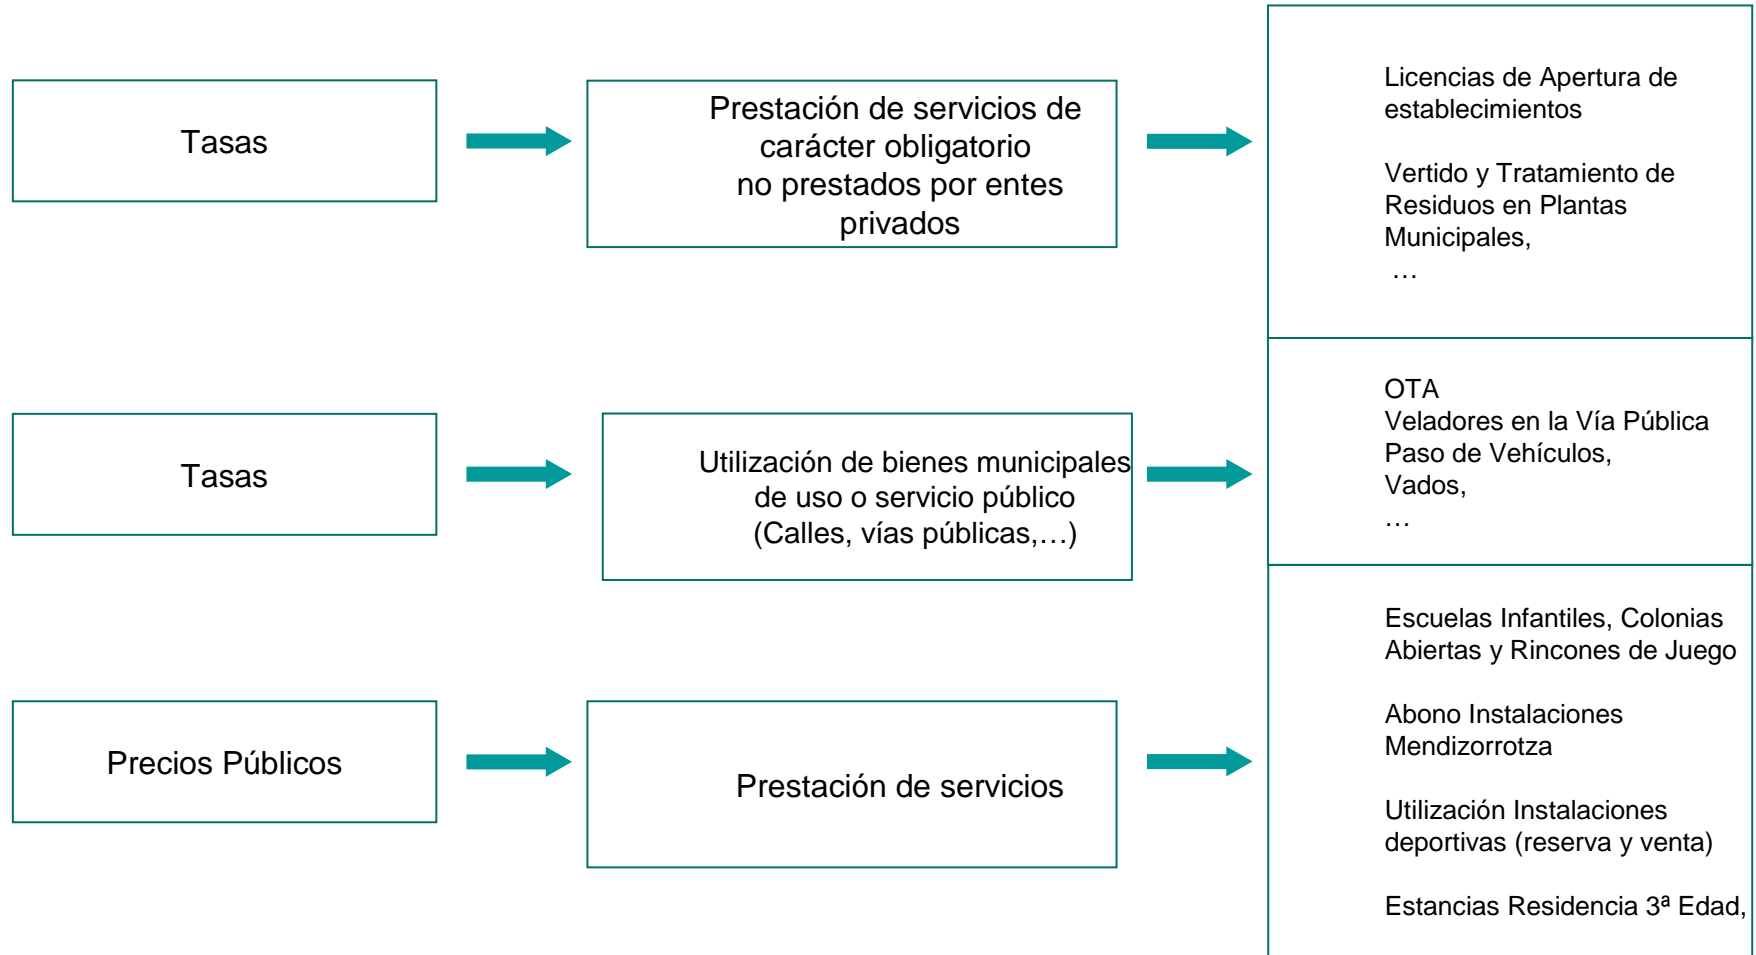 Tasas
Prestación de servicios de
carácter obligatorio
no prestados por entes
privados
Licencias de Apertura de
establecimientos
Vertido y Tratamiento de
Residuos en Plantas
Municipales,
…
Tasas
Utilización de bienes municipales
de uso o servicio público
(Calles, vías públicas,…)
OTA
Veladores en la Vía Pública
Paso de Vehículos,
Vados,
…
Precios Públicos
Prestación de servicios
Escuelas Infantiles, Colonias
Abiertas y Rincones de Juego
Abono Instalaciones
Mendizorrotza
Utilización Instalaciones
deportivas (reserva y venta)
Estancias Residencia 3ª Edad,